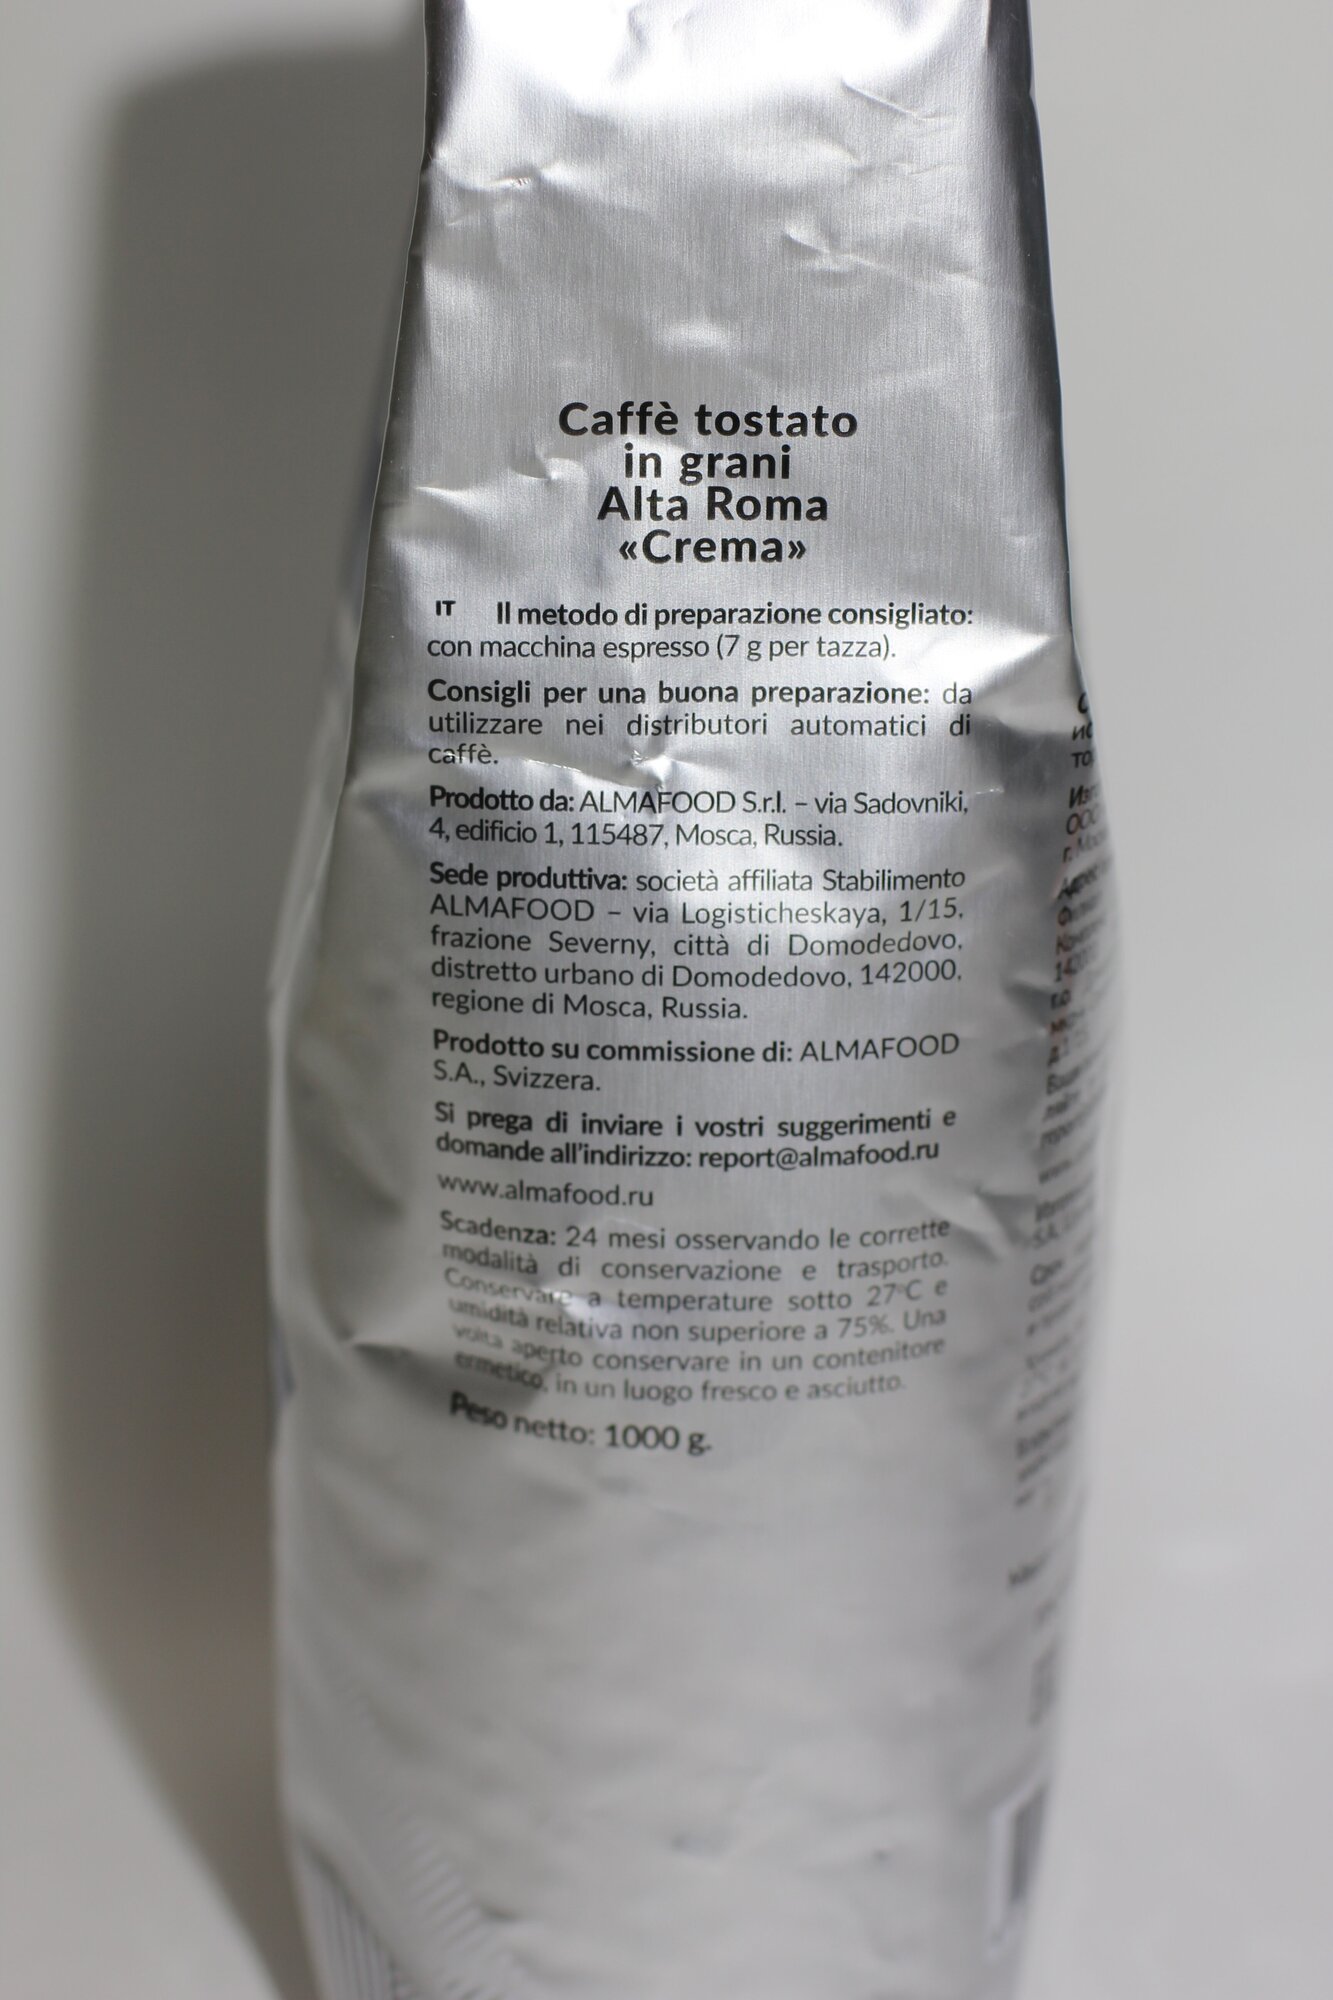 Caffè tostato
in grani
Alta Roma
«Crema»
IT Il metodo di preparazione consigliato:
con macchina espresso (7 g per tazza).
Consigli per una buona preparazione: da
utilizzare nei distributori automatici di
caffè.
Prodotto da: ALMAFOOD S.r.l. – via Sadovniki,
4, edificio 1, 115487, Mosca, Russia.
Sede produttiva: società affiliata Stabilimento
ALMAFOOD – via Logisticheskaya, 1/15,
frazione Severny, città di Domodedovo,
distretto urbano di Domodedovo, 142000,
regione di Mosca, Russia.
Prodotto su commissione di: ALMAFOOD
S.A., Svizzera.
Si prega di inviare i vostri suggerimenti e
domande all'indirizzo: report@almafood.ru
www.almafood.ru
Scadenza: 24 mesi osservando le corrette
modalità di conservazione e trasporto.
Conservare a temperature sotto 27°C e
umidità relativa non superiore a 75%. Una
volta aperto conservare in un contenitore
ermetico, in un luogo fresco e asciutto.
Peso netto: 1000 g.